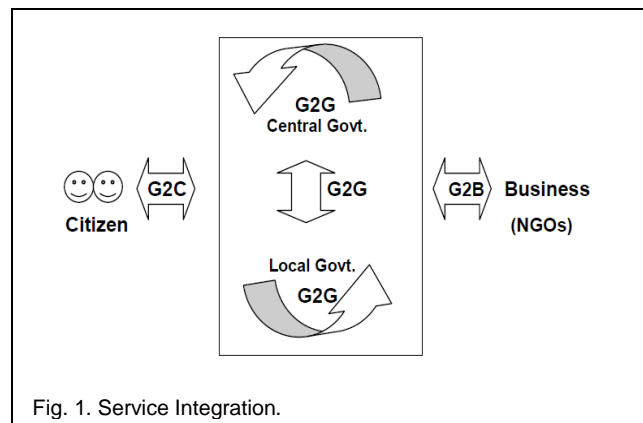 G2G
Central Govt.
G2C
G2G
G2B
Business
Citizen
(NGOs)
Local Govt.
G2G
Fig. 1. Service Integration.